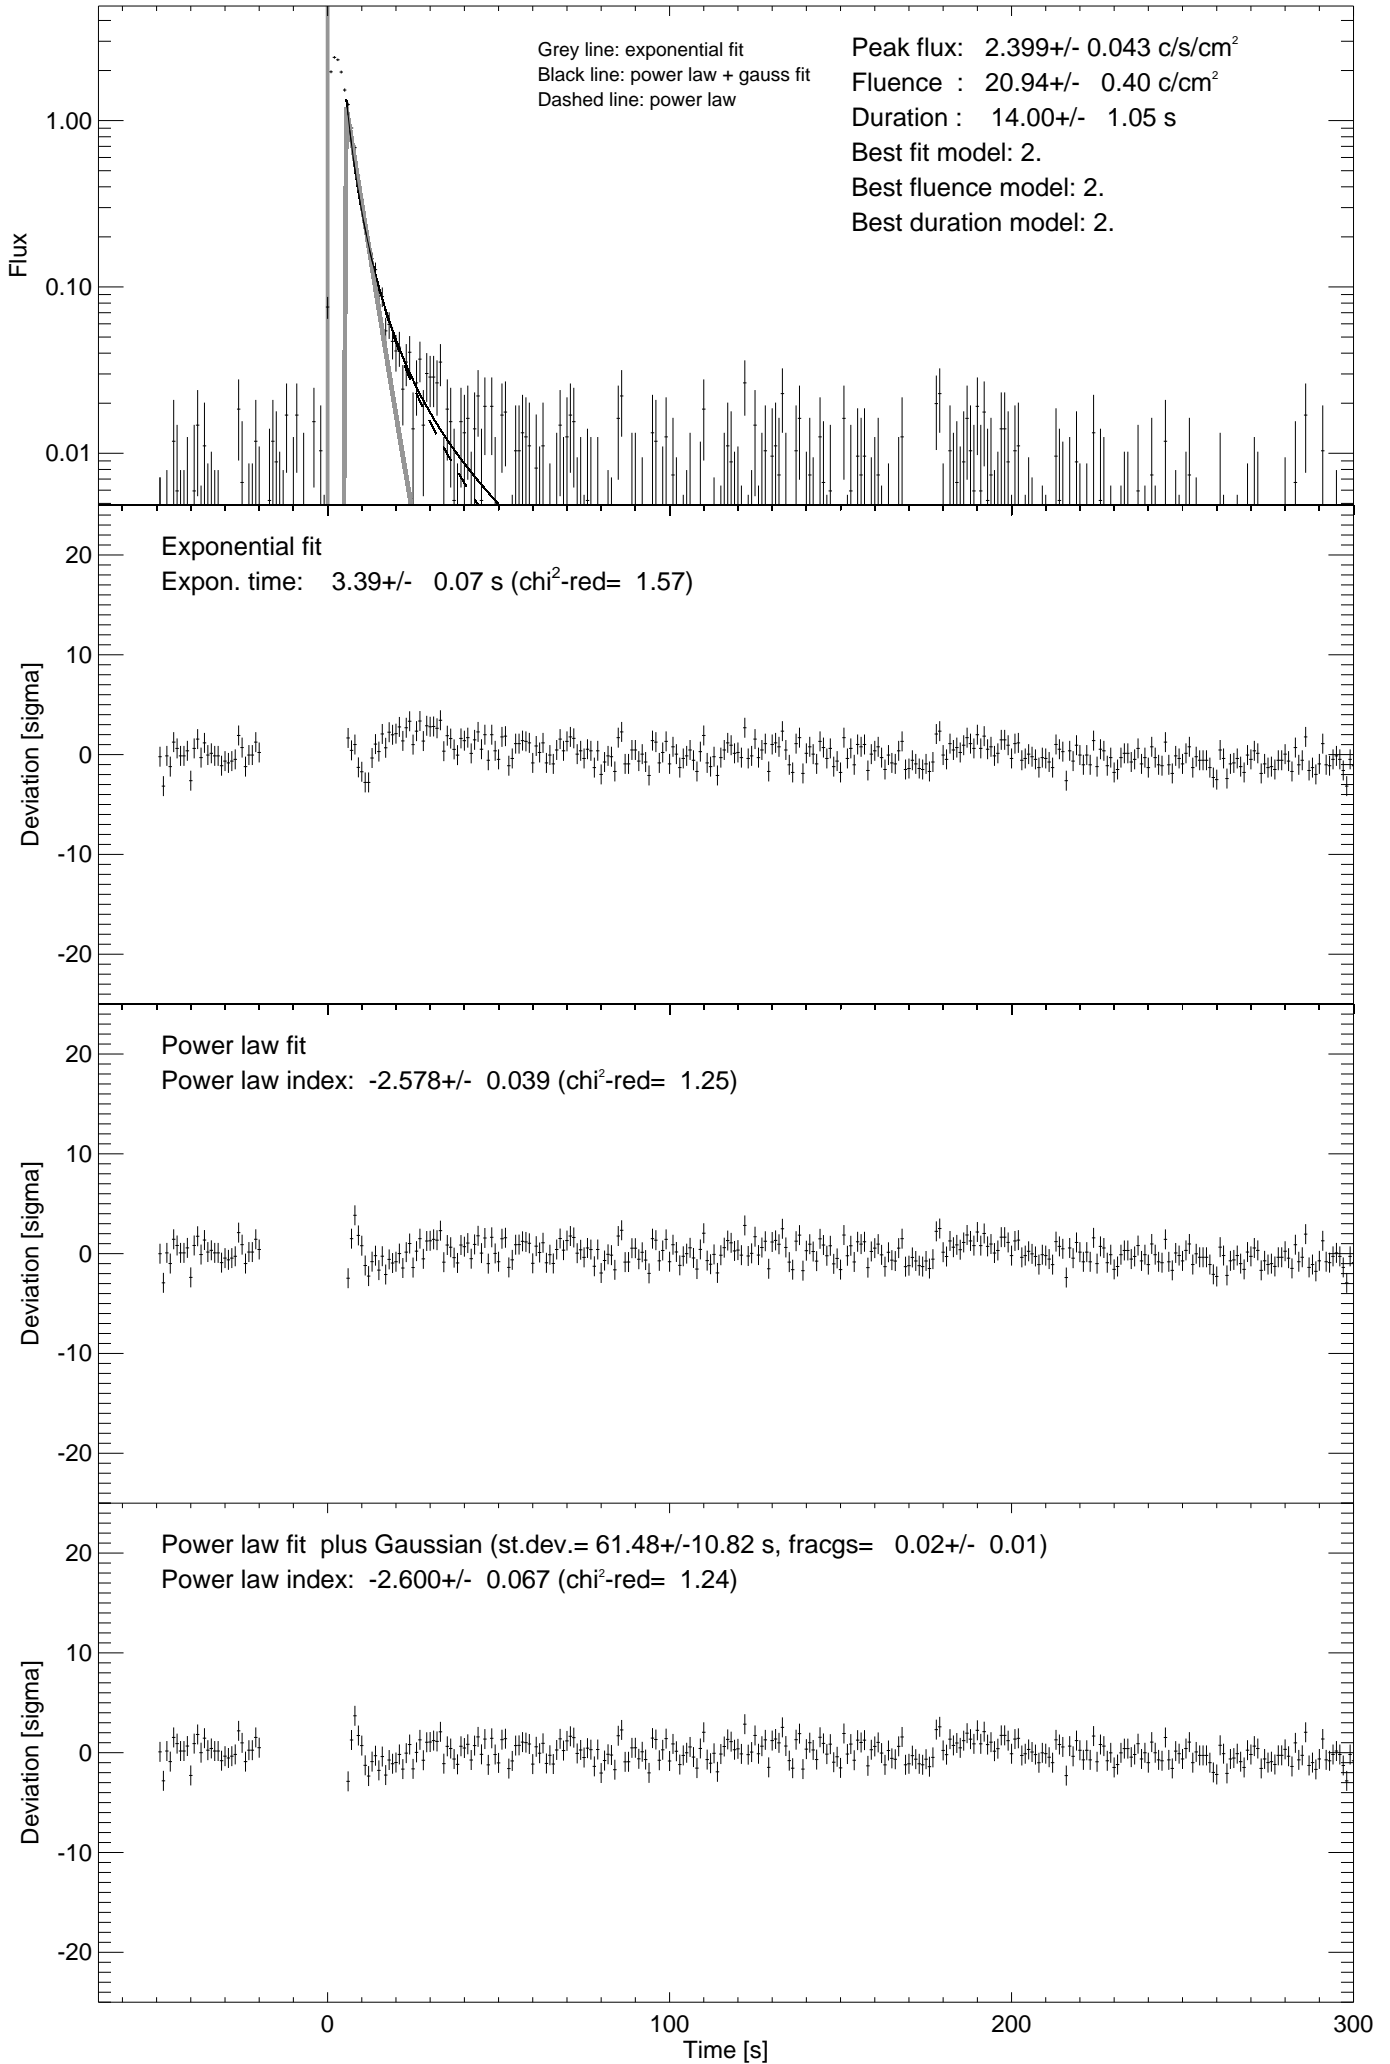 Grey line: exponential fit
Black line: power law + gauss fit
Dashed line: power law
Peak flux: 2.399+/- 0.043 c/s/cm²
Fluence : 20.94+/- 0.40 c/cm²
Duration : 14.00+/- 1.05 s
Best fit model: 2.
Best fluence model: 2.
Best duration model: 2.
Flux
1.00
0.10
0.01
Exponential fit
Expon. time: 3.39+/- 0.07 s (chi²-red= 1.57)
Deviation [sigma]
20
10
0
-10
-20
Power law fit
Power law index: -2.578+/- 0.039 (chi²-red= 1.25)
Deviation [sigma]
20
10
0
-10
-20
Power law fit plus Gaussian (st.dev.= 61.48+/-10.82 s, fracgs= 0.02+/- 0.01)
Power law index: -2.600+/- 0.067 (chi²-red= 1.24)
Deviation [sigma]
20
10
0
-10
-20
0 100 200 300
Time [s]